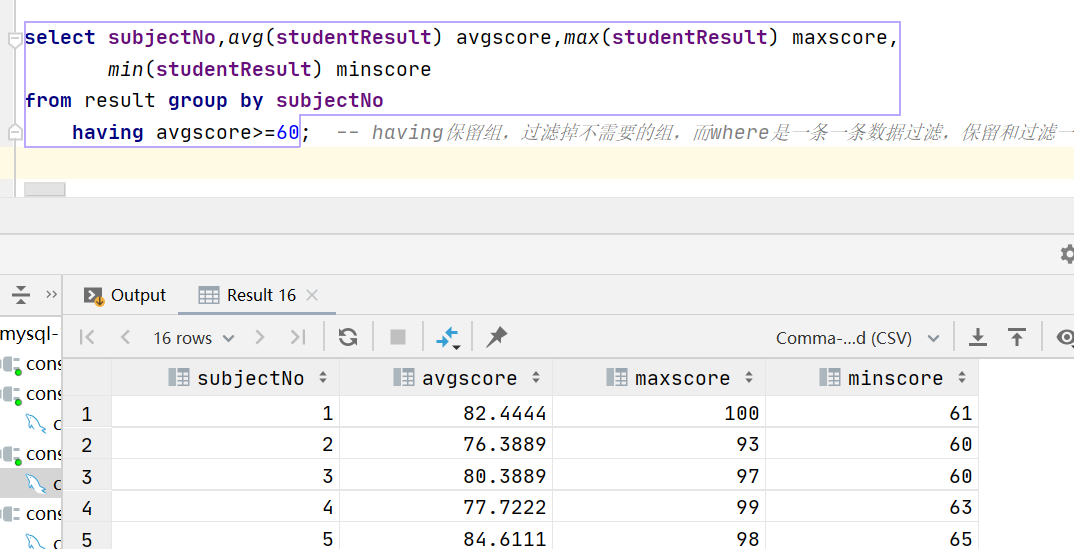 select subjectNo,avg(studentResult) avgscore,max(studentResult) maxscore,
min(studentResult) minscore
from result group by subjectNo
having avgscore>=60; -- having保留组，过滤掉不需要的组，而where是一条一条数据过滤，保留和过滤一
Output Result 16
mysql-
16 rows Comma-...d (CSV)
cons
subjectNo avgscore maxscore minscore
cons
1 1 82.4444 100 61
c
2 2 76.3889 93 60
cons
3 3 80.3889 97 60
c
4 4 77.7222 99 63
cons
5 5 84.6111 98 65
c